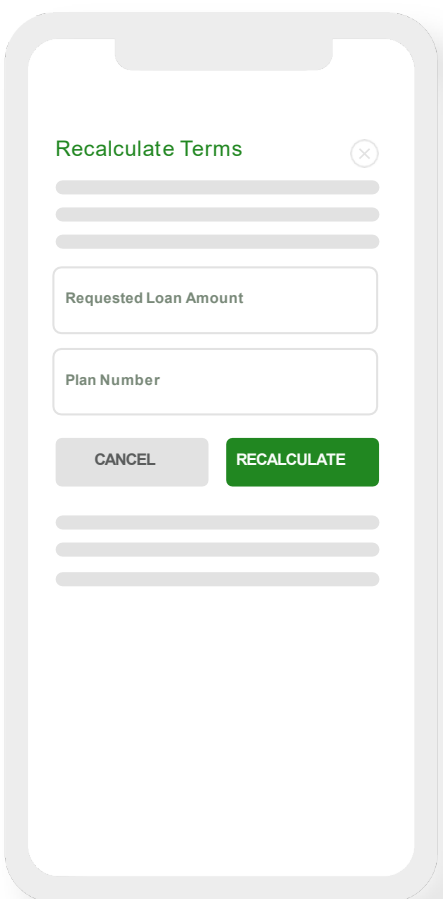 Recalculate Terms
Requested Loan Amount
Plan Number
CANCEL
RECALCULATE